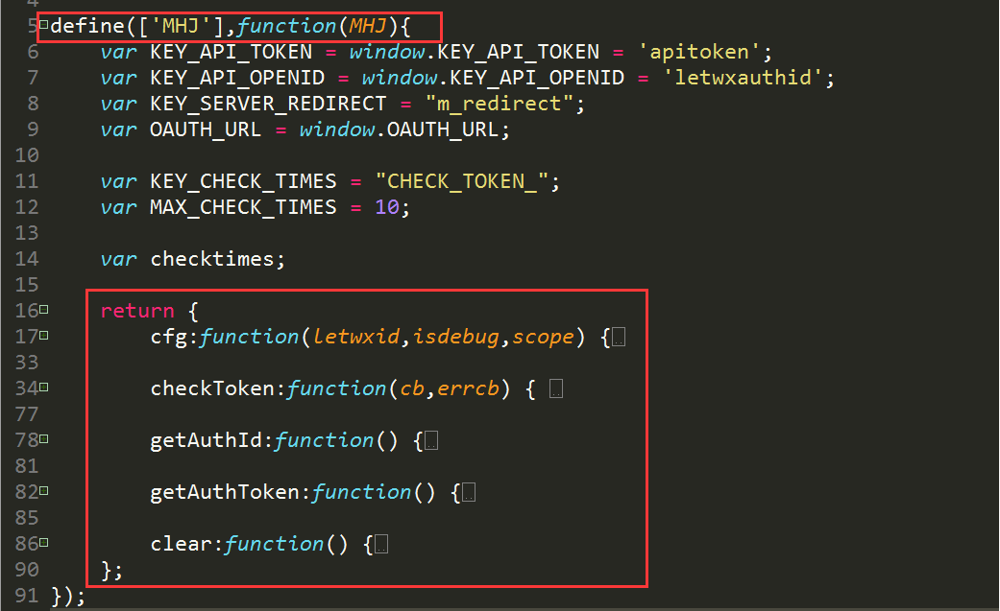 5 define(['MHJ'],function(MHJ){
6 var KEY_API_TOKEN = window.KEY_API_TOKEN = 'apitoken';
7 var KEY_API_OPENID = window.KEY_API_OPENID = 'letwxauthid';
8 var KEY_SERVER_REDIRECT = "m_redirect";
9 var OAUTH_URL = window.OAUTH_URL;
10
11 var KEY_CHECK_TIMES = "CHECK_TOKEN_";
12 var MAX_CHECK_TIMES = 10;
13
14 var checktimes;
15
16 return {
17 cfg:function(letwxid,isdebug,scope) {
33
34 checkToken:function(cb,errcb) {
77
78 getAuthId:function() {
81
82 getAuthToken:function() {
85
86 clear:function() {
90 };
91 });